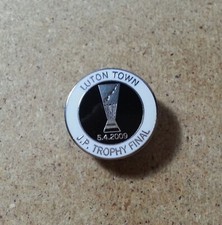 LUTON TOWN
5.4.2009
J.P. TROPHY FINAL